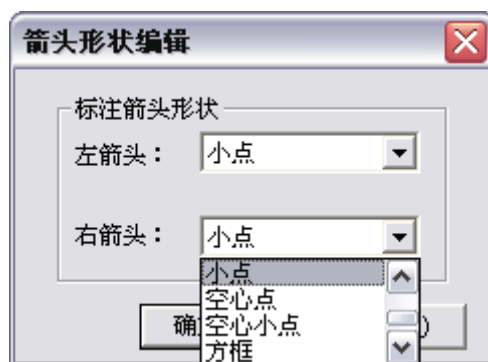 箭头形状编辑
标注箭头形状
左箭头： 小点
右箭头： 小点
小点
空心点
空心小点
方框
确
)